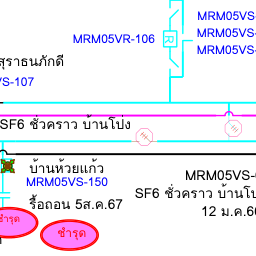 MRM05VS-
MRM05VR-106
MRM05VS-
MRM05VS-
สุราธนภักดี
VS-107
SF6 ชั่วคราว บ้านโป่ง
บ้านห้วยแก้ว
MRM05VS-150
รื้อถอน 5ส.ค.67
MRM05VS-
SF6 ชั่วคราว บ้านโป
12 ม.ค.66
ชำรุด
ชำรุด